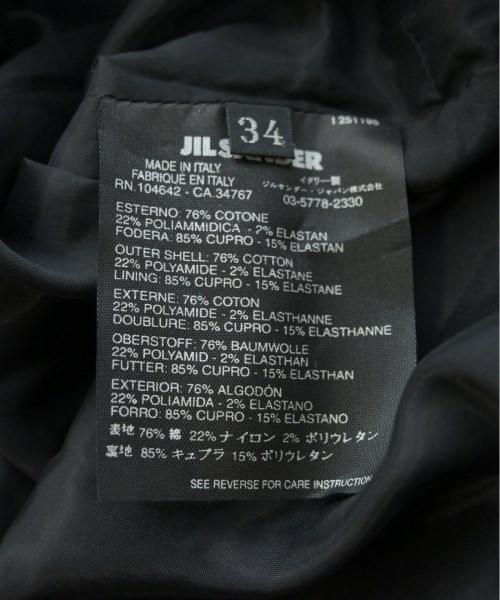 34
1251195
JIL SANDER
MADE IN ITALY
FABRIQUE EN ITALY
RN.104642 - CA.34767
イタリー製
ジルサンダー・ジャパン株式会社
03-5778-2330
ESTERNO: 76% COTONE
22% POLIAMMIDICA - 2% ELASTAN
FODERA: 85% CUPRO - 15% ELASTAN
OUTER SHELL: 76% COTTON
22% POLYAMIDE - 2% ELASTANE
LINING: 85% CUPRO - 15% ELASTANE
EXTERNE: 76% COTON
22% POLYAMIDE - 2% ELASTHANNE
DOUBLURE: 85% CUPRO - 15% ELASTHANNE
OBERSTOFF: 76% BAUMWOLLE
22% POLYAMID - 2% ELASTHAN
FUTTER: 85% CUPRO - 15% ELASTHAN
EXTERIOR: 76% ALGODÓN
22% POLIAMIDA - 2% ELASTANO
FORRO: 85% CUPRO - 15% ELASTANO
表地 76% 綿 22% ナイロン 2% ポリウレタン
裏地 85% キュプラ 15% ポリウレタン
SEE REVERSE FOR CARE INSTRUCTION